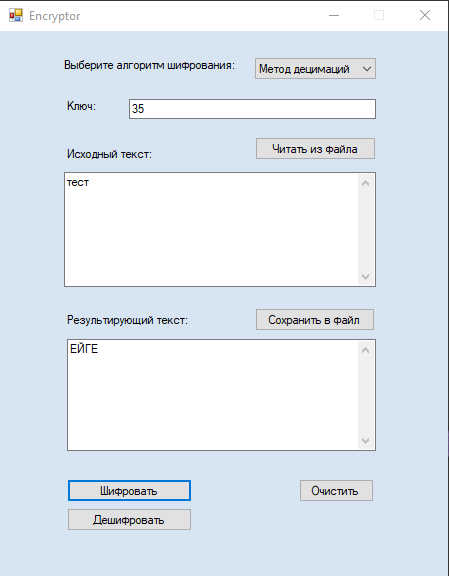 Encryptor
Выберите алгоритм шифрования: Метод децимаций
Ключ: 35
Исходный текст: Читать из файла
тест
Результирующий текст: Сохранить в файл
ЕЙГЕ
Шифровать Очистить
Дешифровать